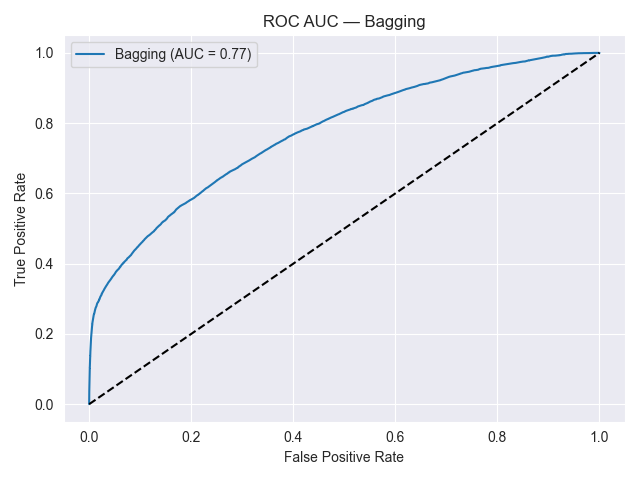 ROC AUC — Bagging
Bagging (AUC = 0.77)
True Positive Rate
1.0
0.8
0.6
0.4
0.2
0.0
0.0 0.2 0.4 0.6 0.8 1.0
False Positive Rate